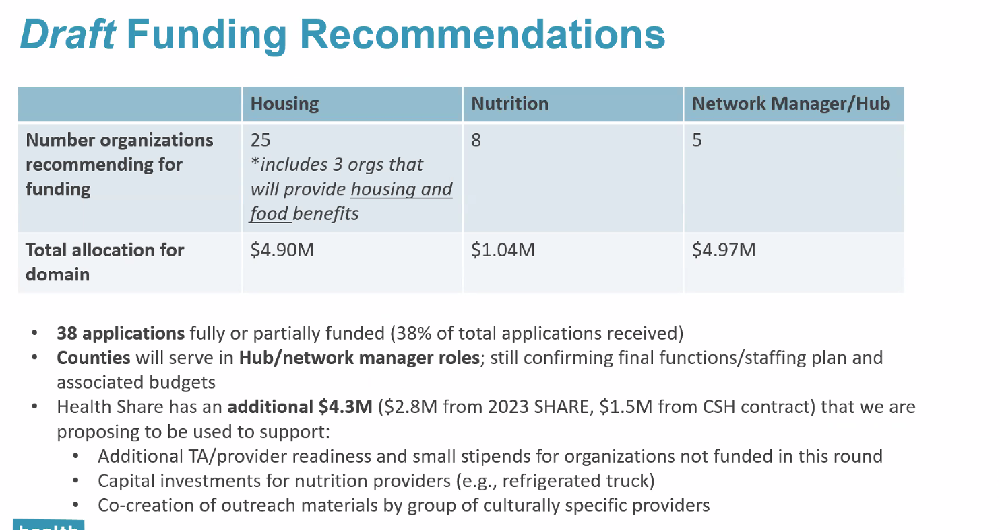 Draft Funding Recommendations
Housing
Nutrition
Network Manager/Hub
Number organizations
recommending for
funding
25
*includes 3 orgs that
will provide housing and
food benefits
8
5
Total allocation for
domain
$4.90M
$1.04M
$4.97M
• 38 applications fully or partially funded (38% of total applications received)
• Counties will serve in Hub/network manager roles; still confirming final functions/staffing plan and
associated budgets
• Health Share has an additional $4.3M ($2.8M from 2023 SHARE, $1.5M from CSH contract) that we are
proposing to be used to support:
• Additional TA/provider readiness and small stipends for organizations not funded in this round
• Capital investments for nutrition providers (e.g., refrigerated truck)
• Co-creation of outreach materials by group of culturally specific providers
health